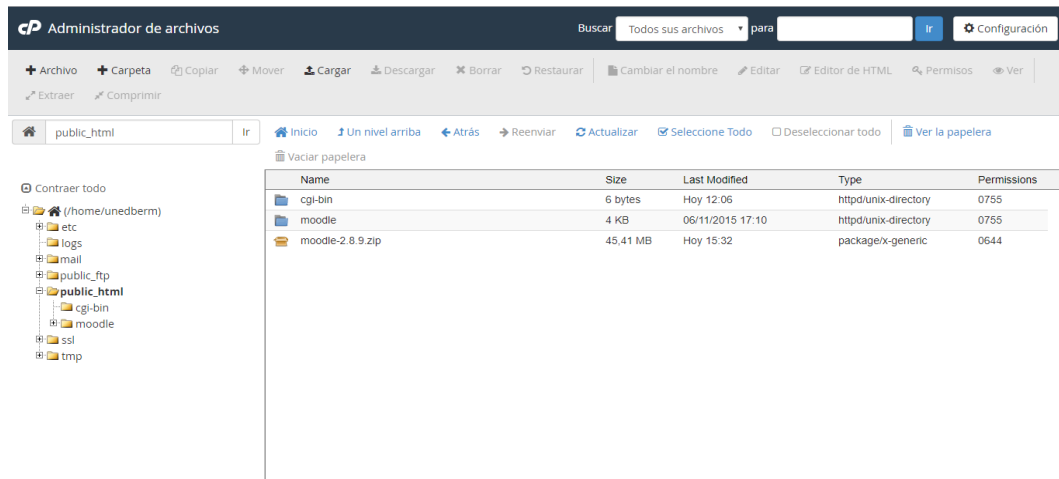 cP Administrador de archivos
Buscar Todos sus archivos para Ir Configuración
Archivo Carpeta Copiar Mover Cargar Descargar Borrar Restaurar Cambiar el nombre Editar Editor de HTML Permisos Ver
Extraer Comprimir
public_html Ir Inicio Un nivel arriba Atrás Reenviar Actualizar Seleccione Todo Deseleccionar todo Ver la papelera
Vaciar papelera
Contraer todo
(/home/unedberm)
etc
logs
mail
public_ftp
public_html
cgi-bin
moodle
ssl
tmp
Name Size Last Modified Type Permissions
cgi-bin 6 bytes Hoy 12:06 httpd/unix-directory 0755
moodle 4 KB 06/11/2015 17:10 httpd/unix-directory 0755
moodle-2.8.9.zip 45,41 MB Hoy 15:32 package/x-generic 0644